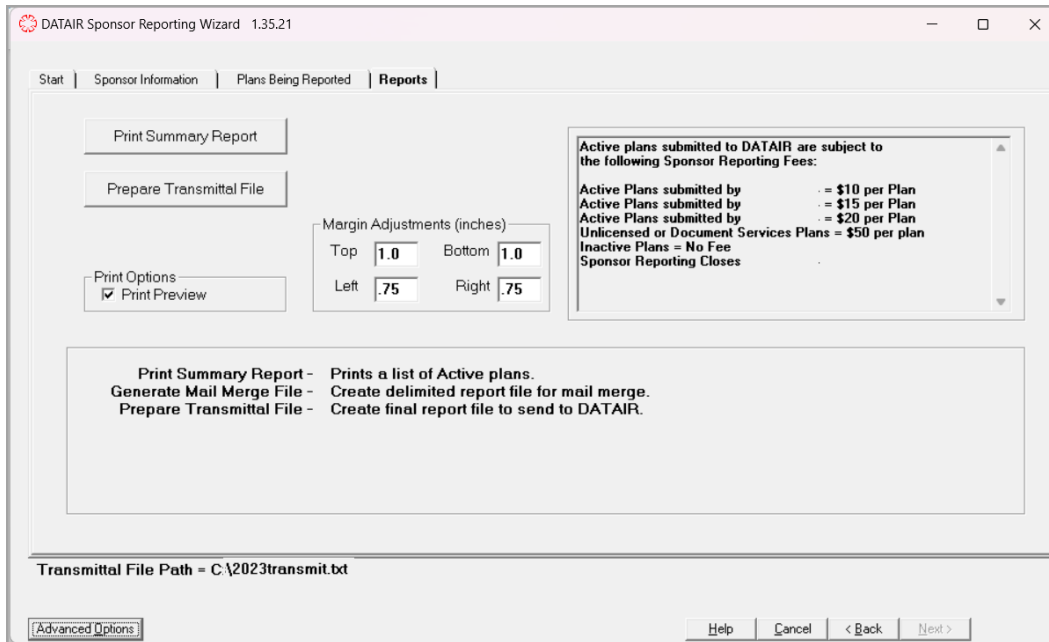 DATAIR Sponsor Reporting Wizard 1.35.21
Start
Sponsor Information
Plans Being Reported
Reports
Print Summary Report
Prepare Transmittal File
Print Options
Print Preview
Margin Adjustments (inches)
Top 1.0 Bottom 1.0
Left .75 Right .75
Active plans submitted to DATAIR are subject to
the following Sponsor Reporting Fees:
Active Plans submitted by = $10 per Plan
Active Plans submitted by = $15 per Plan
Active Plans submitted by = $20 per Plan
Unlicensed or Document Services Plans = $50 per plan
Inactive Plans = No Fee
Sponsor Reporting Closes
Print Summary Report - Prints a list of Active plans.
Generate Mail Merge File - Create delimited report file for mail merge.
Prepare Transmittal File - Create final report file to send to DATAIR.
Transmittal File Path = C:\2023transmit.txt
Advanced Options
Help
Cancel
< Back
Next >